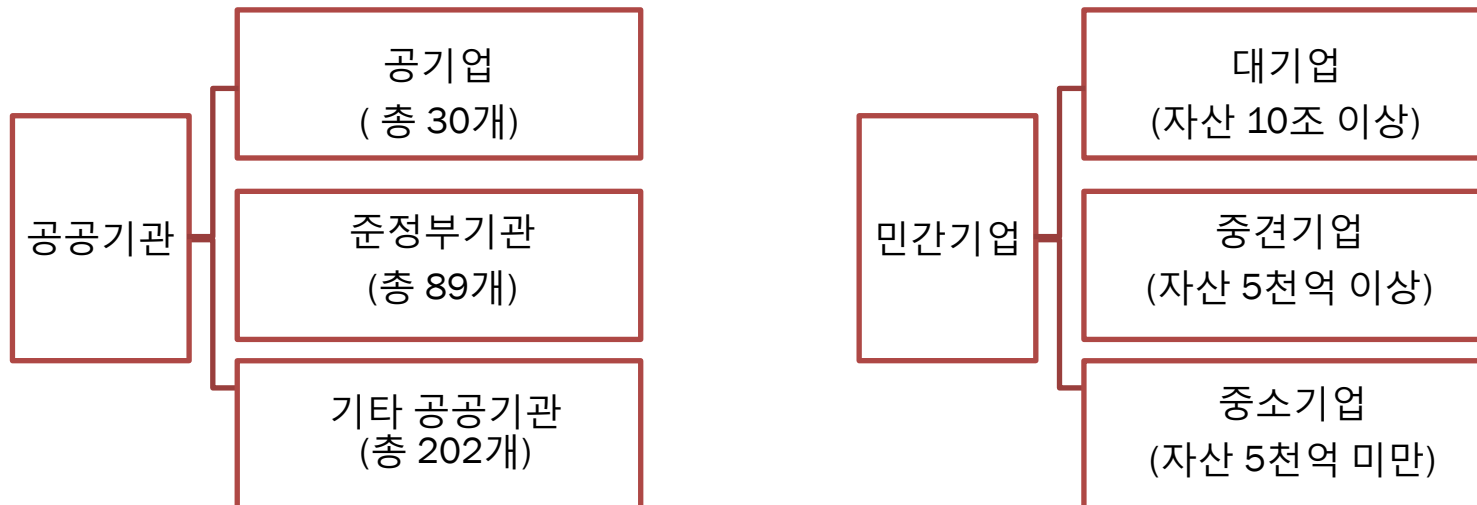 공공기관
공기업
( 총 30개)
준정부기관
(총 89개)
기타 공공기관
(총 202개)
민간기업
대기업
(자산 10조 이상)
중견기업
(자산 5천억 이상)
중소기업
(자산 5천억 미만)